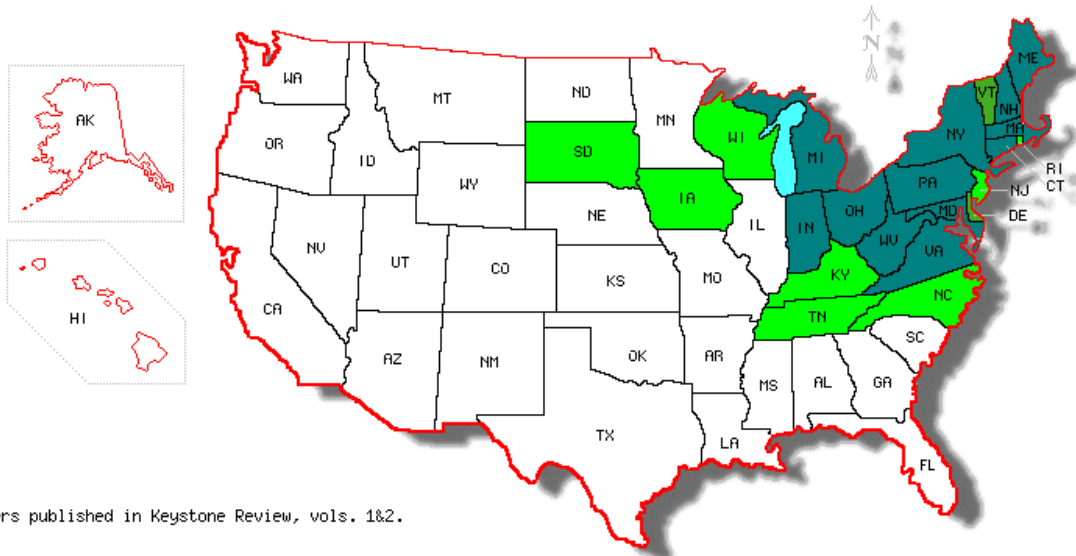 N
ME
VT
NH
WA
MT
ND
MN
WI
MA
NY
OR
ID
SD
MI
RI
CT
WY
PA
NJ
IA
NE
OH
MD
DE
IL
IN
WV
VA
NV
UT
CO
KS
MO
KY
NC
CA
TN
AZ
NM
OK
AR
SC
MS
AL
GA
TX
LA
FL
AK
HI
ers published in Keystone Review, vols. 1&2.